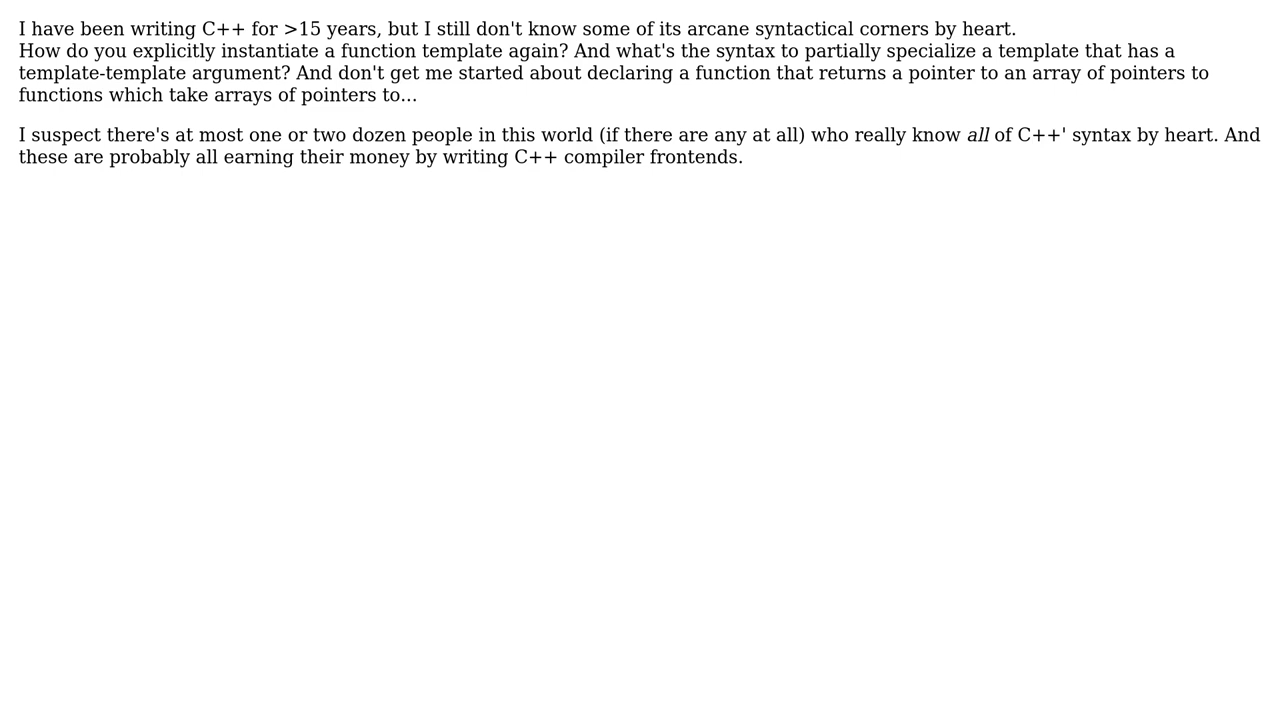 I have been writing C++ for >15 years, but I still don't know some of its arcane syntactical corners by heart.
How do you explicitly instantiate a function template again? And what's the syntax to partially specialize a template that has a
template-template argument? And don't get me started about declaring a function that returns a pointer to an array of pointers to
functions which take arrays of pointers to...
I suspect there's at most one or two dozen people in this world (if there are any at all) who really know all of C++' syntax by heart. And
these are probably all earning their money by writing C++ compiler frontends.